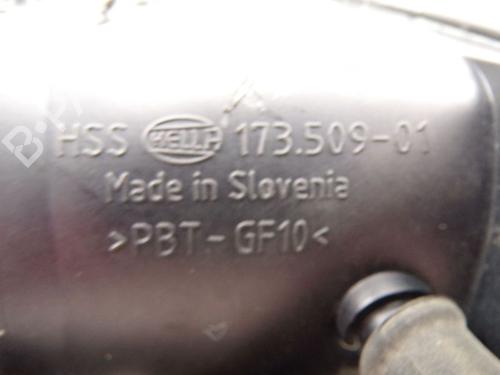 HSS HELLA 173.509-01
Made in Slovenia
>PBT-GF10<